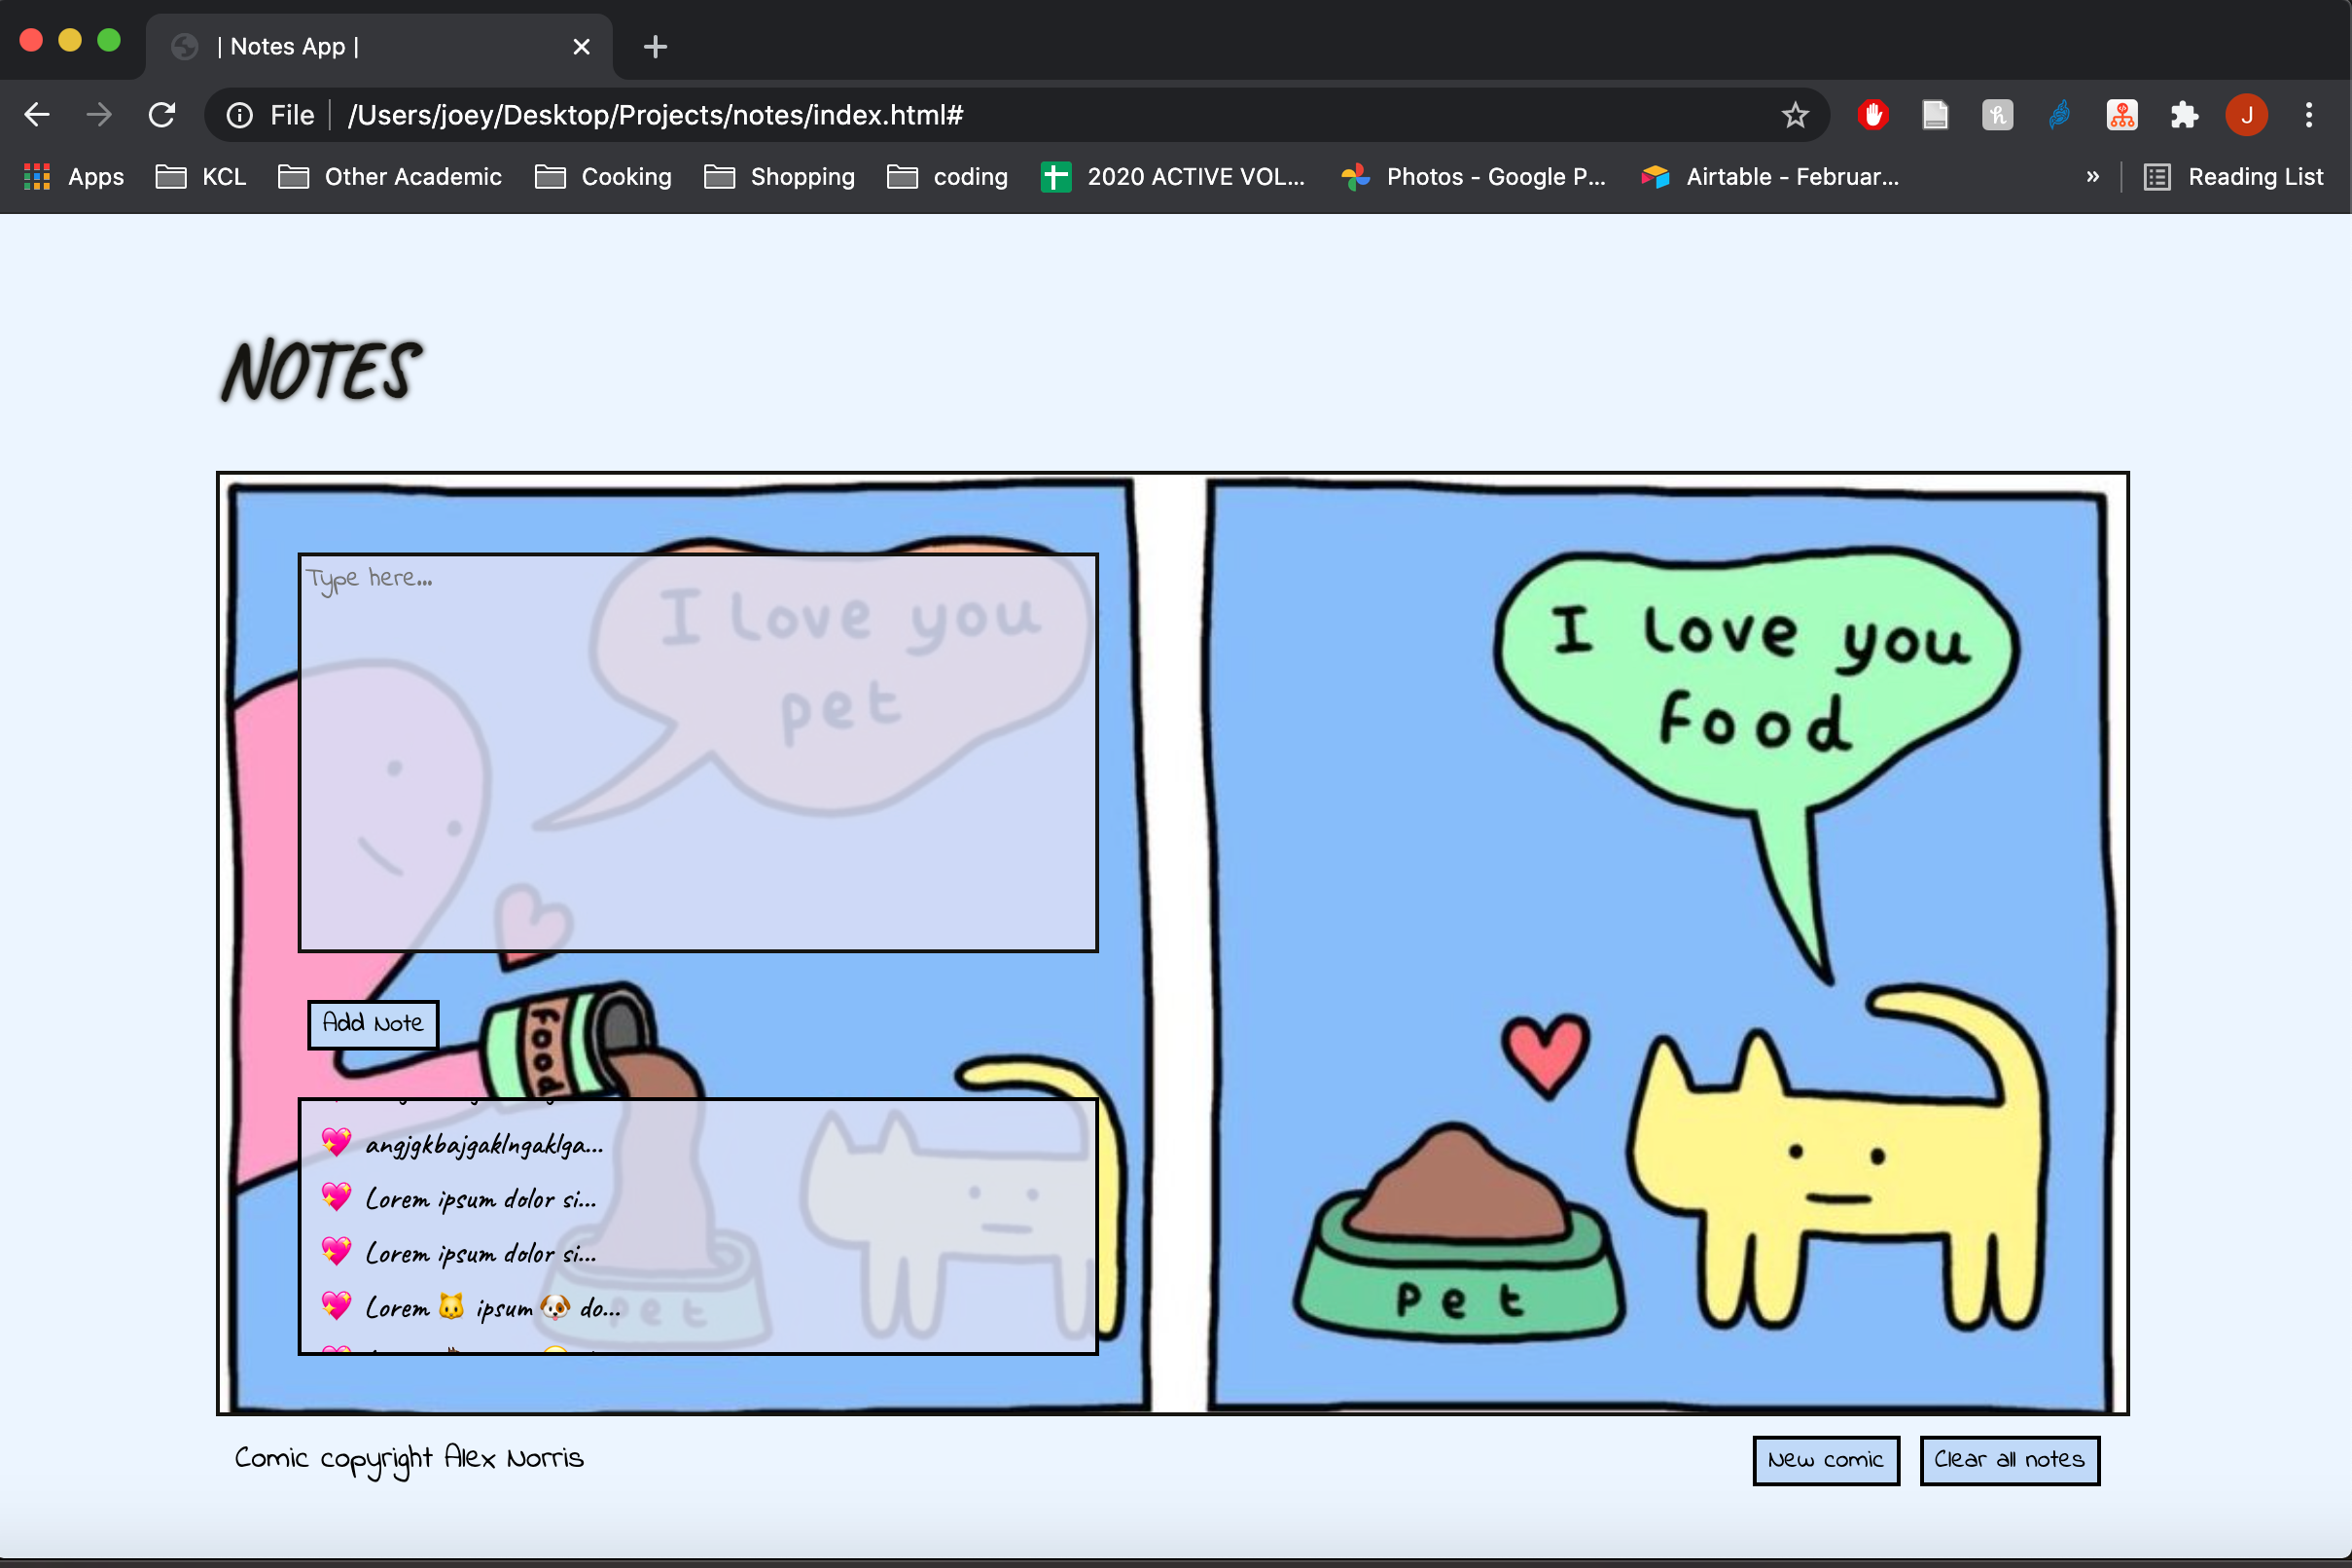 | Notes App |
File /Users/joey/Desktop/Projects/notes/index.html#
J
Apps KCL Other Academic Cooking Shopping coding 2020 ACTIVE VOL... Photos - Google P... Airtable - Februar... » Reading List
NOTES
Type here...
I love you
pet
I love you
food
Add Note
food
angjgkbajgaklngaklga...
Lorem ipsum dolor si...
Lorem ipsum dolor si...
Lorem 🐱 ipsum 🐶 do...
pet
pet
Comic copyright Alex Norris
New comic
Clear all notes